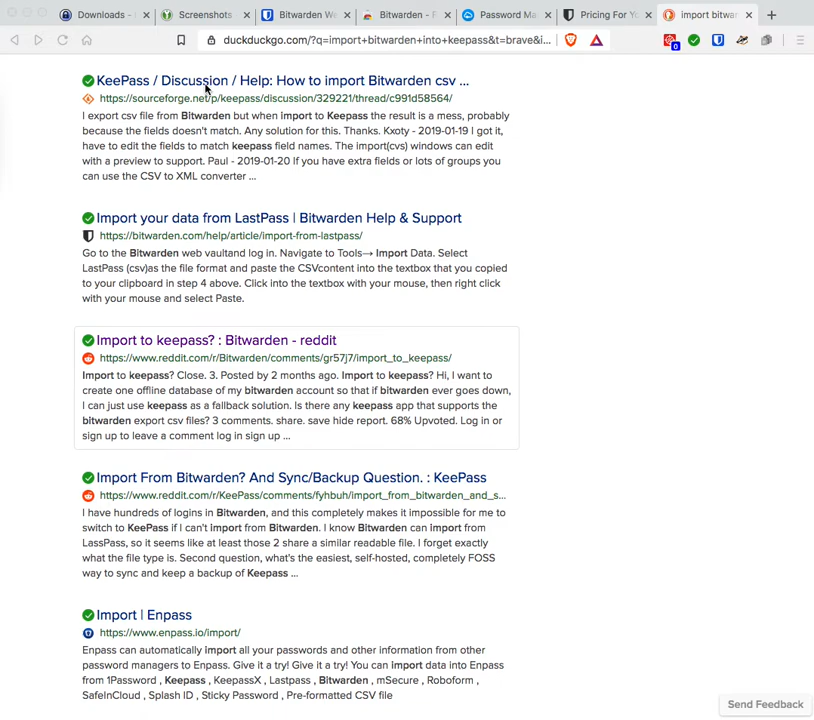 Downloads -
Screenshots
Bitwarden We
Bitwarden - F
Password Ma
Pricing For Yo
import bitwar
duckduckgo.com/?q=import+bitwarden+into+keepass&t=brave&i...
0
KeePass / Discussion / Help: How to import Bitwarden csv ...
https://sourceforge.net/p/keepass/discussion/329221/thread/c991d58564/
I export csv file from Bitwarden but when import to Keepass the result is a mess, probably
because the fields doesn't match. Any solution for this. Thanks. Kxoty - 2019-01-19 I got it,
have to edit the fields to match keepass field names. The import(cvs) windows can edit
with a preview to support. Paul - 2019-01-20 If you have extra fields or lots of groups you
can use the CSV to XML converter ...
Import your data from LastPass | Bitwarden Help & Support
https://bitwarden.com/help/article/import-from-lastpass/
Go to the Bitwarden web vaultand log in. Navigate to Tools→ Import Data. Select
LastPass (csv)as the file format and paste the CSVcontent into the textbox that you copied
to your clipboard in step 4 above. Click into the textbox with your mouse, then right click
with your mouse and select Paste.
Import to keepass? : Bitwarden - reddit
https://www.reddit.com/r/Bitwarden/comments/gr57j7/import_to_keepass/
Import to keepass? Close. 3. Posted by 2 months ago. Import to keepass? Hi, I want to
create one offline database of my bitwarden account so that if bitwarden ever goes down,
I can just use keepass as a fallback solution. Is there any keepass app that supports the
bitwarden export csv files? 3 comments. share. save hide report. 68% Upvoted. Log in or
sign up to leave a comment log in sign up ...
Import From Bitwarden? And Sync/Backup Question. : KeePass
https://www.reddit.com/r/KeePass/comments/fyhbuh/import_from_bitwarden_and_s...
I have hundreds of logins in Bitwarden, and this completely makes it impossible for me to
switch to KeePass if I can't import from Bitwarden. I know Bitwarden can import from
LassPass, so it seems like at least those 2 share a similar readable file. I forget exactly
what the file type is. Second question, what's the easiest, self-hosted, completely FOSS
way to sync and keep a backup of Keepass ...
Import | Enpass
https://www.enpass.io/import/
Enpass can automatically import all your passwords and other information from other
password managers to Enpass. Give it a try! Give it a try! You can import data into Enpass
from 1Password , Keepass , KeepassX , Lastpass , Bitwarden , mSecure , Roboform ,
SafeInCloud , Splash ID , Sticky Password , Pre-formatted CSV file
Send Feedback